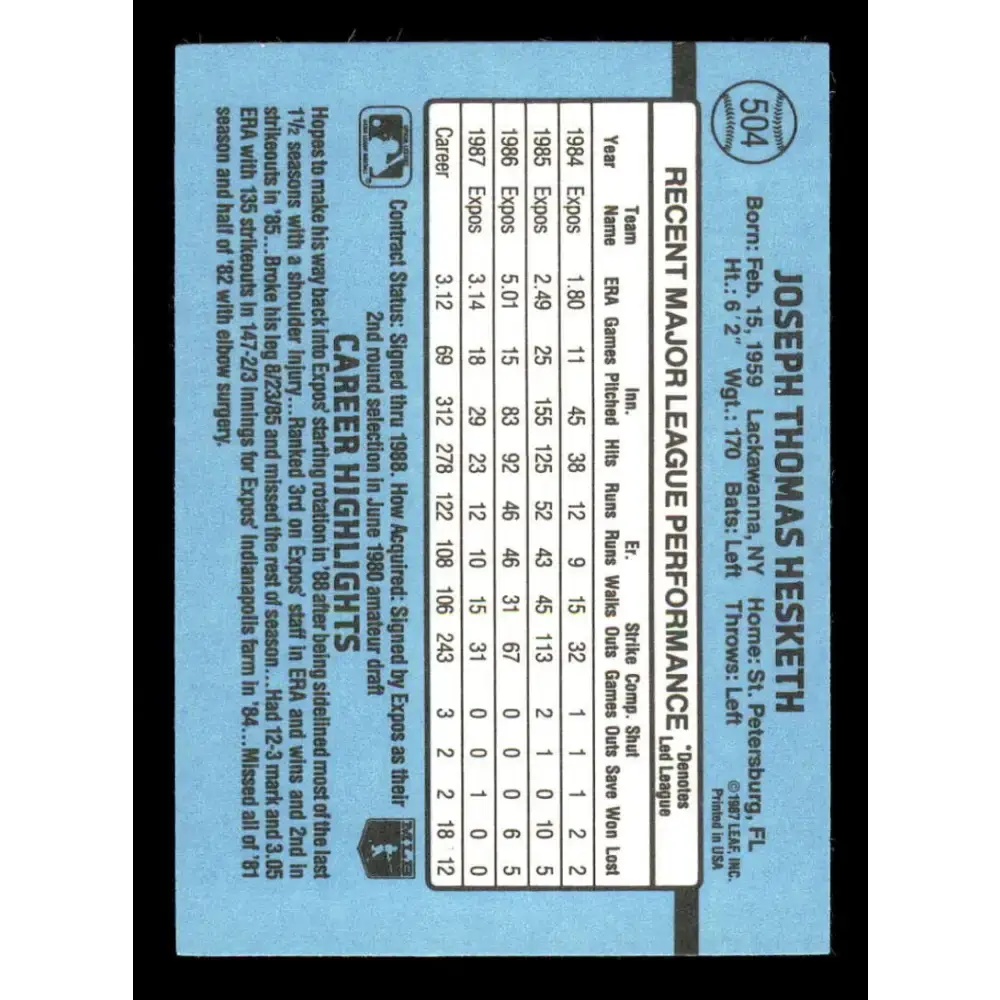 504
JOSEPH THOMAS HESKETH
Born: Feb. 15, 1959 Lackawanna, NY Home: St. Petersburg, FL
Ht.: 6'2" Wgt.: 170 Bats: Left Throws: Left
©1987 LEAF, INC.
Printed in USA
RECENT MAJOR LEAGUE PERFORMANCE
*Denotes
Led League
Team Inn. Er. Strike Comp. Shut
Year Name ERA Games Pitched Hits Runs Runs Walks Outs Games Outs Save Won Lost
1984 Expos 1.80 11 45 38 12 9 15 32 1 1 1 2 2
1985 Expos 2.49 25 155 125 52 43 45 113 2 1 0 10 5
1986 Expos 5.01 15 83 92 46 46 31 67 0 0 0 6 5
1987 Expos 3.14 18 29 23 12 10 15 31 0 0 1 0 0
Career 3.12 69 312 278 122 108 106 243 3 2 2 18 12
Contract Status: Signed thru 1988. How Acquired: Signed by Expos as their
2nd round selection in June 1980 amateur draft
MLB
CAREER HIGHLIGHTS
Hopes to make his way back into Expos' starting rotation in '88 after being sidelined most of the last
1½ seasons with a shoulder injury...Ranked 3rd on Expos' staff in ERA and wins and 2nd in
strikeouts in '85...Broke his leg 8/23/85 and missed the rest of season...Had 12-3 mark and 3.05
ERA with 135 strikeouts in 147-2/3 innings for Expos' Indianapolis farm in '84...Missed all of '81
season and half of '82 with elbow surgery.